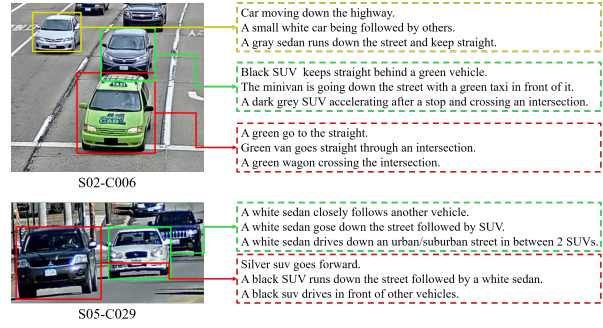 Car moving down the highway.
A small white car being followed by others.
A gray sedan runs down the street and keep straight.
Black SUV keeps straight behind a green vehicle.
The minivan is going down the street with a green taxi in front of it.
A dark grey SUV accelerating after a stop and crossing an intersection.
TAXI
CAB
A green go to the straight.
Green van goes straight through an intersection.
A green wagon crossing the intersection.
S02-C006
A white sedan closely follows another vehicle.
A white sedan gose down the street followed by SUV.
A white sedan drives down an urban/suburban street in between 2 SUVs.
Silver suv goes forward.
A black SUV runs down the street followed by a white sedan.
A black suv drives in front of other vehicles.
S05-C029